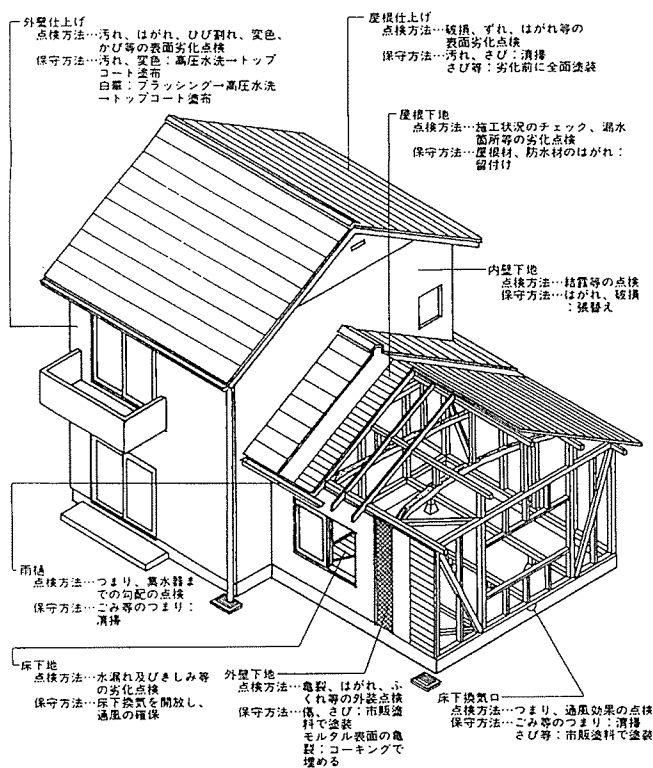 外壁仕上げ
点検方法…汚れ、はがれ、ひび割れ、変色、
かび等の表面劣化点検
保守方法…汚れ、変色：高圧水洗→トップ
コート塗布
白華：ブラッシング→高圧水洗
→トップコート塗布
屋根仕上げ
点検方法…破損、ずれ、はがれ等の
表面劣化点検
保守方法…汚れ、さび：清掃
さび等：劣化前に全面塗装
屋根下地
点検方法…施工状況のチェック、漏水
箇所等の劣化点検
保守方法…屋根材、防水材のはがれ：
留付け
内壁下地
点検方法…結露等の点検
保守方法…はがれ、破損
：張替え
雨樋
点検方法…つまり、集水器ま
での勾配の点検
保守方法…ごみ等のつまり：
清掃
床下地
点検方法…水漏れ及びきしみ等
の劣化点検
保守方法…床下換気を開放し、
通風の確保
外壁下地
点検方法…亀裂、はがれ、ふ
くれ等の外装点検
保守方法…傷、さび：市販塗
料で塗装
モルタル表面の亀
裂：コーキングで
埋める
床下換気口
点検方法…つまり、通風効果の点検
保守方法…ごみ等のつまり：清掃
さび等：市販塗料で塗装